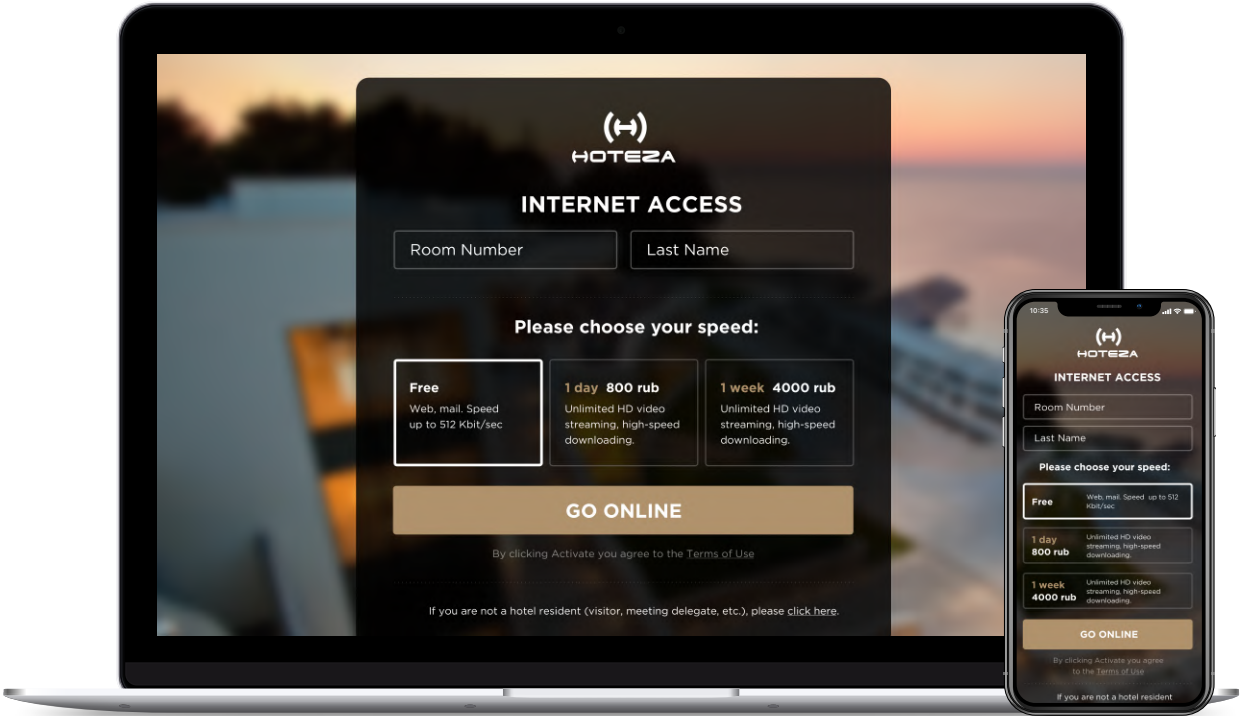 HOTEZA
INTERNET ACCESS
Room Number
Last Name
Please choose your speed:
Free
Web, mail. Speed
up to 512 Kbit/sec
1 day 800 rub
Unlimited HD video
streaming, high-speed
downloading.
1 week 4000 rub
Unlimited HD video
streaming, high-speed
downloading.
GO ONLINE
By clicking Activate you agree to the Terms of Use
If you are not a hotel resident (visitor, meeting delegate, etc.), please click here.
10:35
HOTEZA
INTERNET ACCESS
Room Number
Last Name
Please choose your speed:
Free
Web, mail. Speed up to 512
Kbit/sec
1 day
800 rub
Unlimited HD video
streaming, high-speed
downloading.
1 week
4000 rub
Unlimited HD video
streaming, high-speed
downloading.
GO ONLINE
By clicking Activate you agree
to the Terms of Use
If you are not a hotel resident